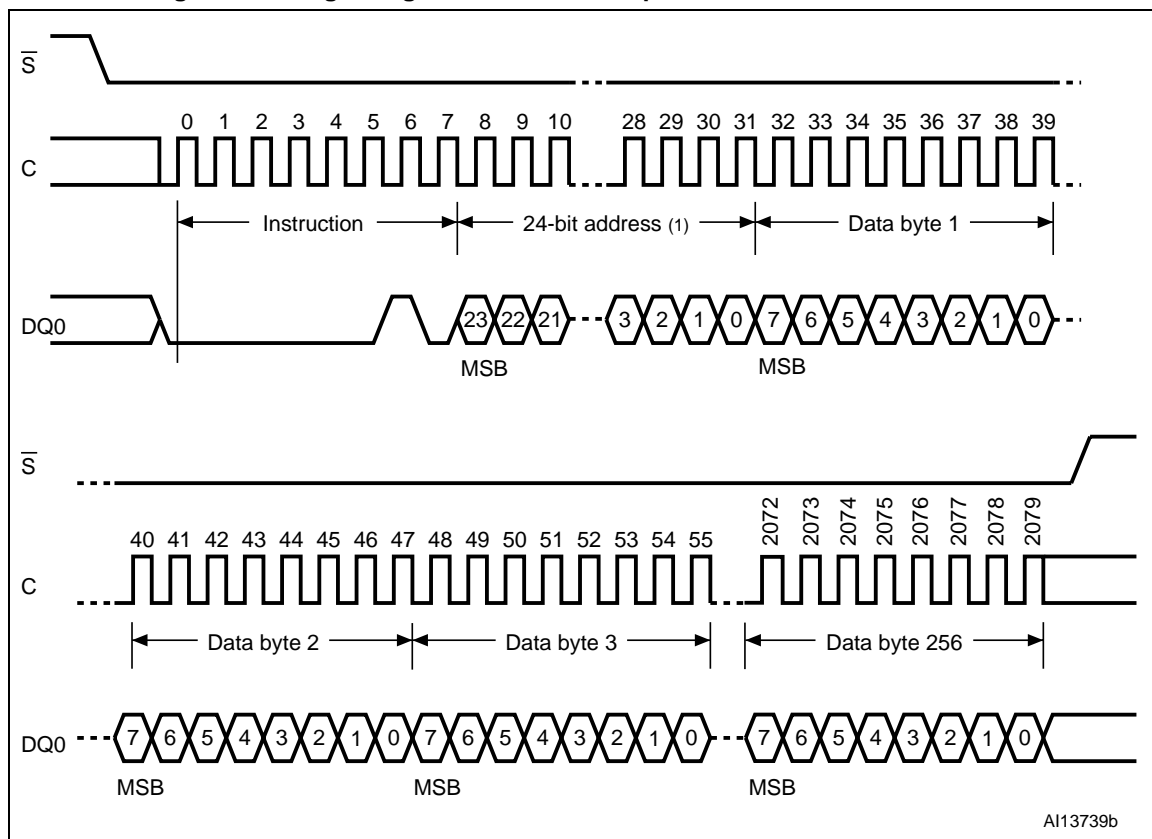 S
0 1 2 3 4 5 6 7 8 9 10 28 29 30 31 32 33 34 35 36 37 38 39
C
Instruction 24-bit address (1) Data byte 1
DQ0 23 22 21 3 2 1 0 7 6 5 4 3 2 1 0
MSB MSB
S
40 41 42 43 44 45 46 47 48 49 50 51 52 53 54 55 2072 2073 2074 2075 2076 2077 2078 2079
C
Data byte 2 Data byte 3 Data byte 256
DQ0 7 6 5 4 3 2 1 0 7 6 5 4 3 2 1 0 7 6 5 4 3 2 1 0
MSB MSB MSB
AI13739b